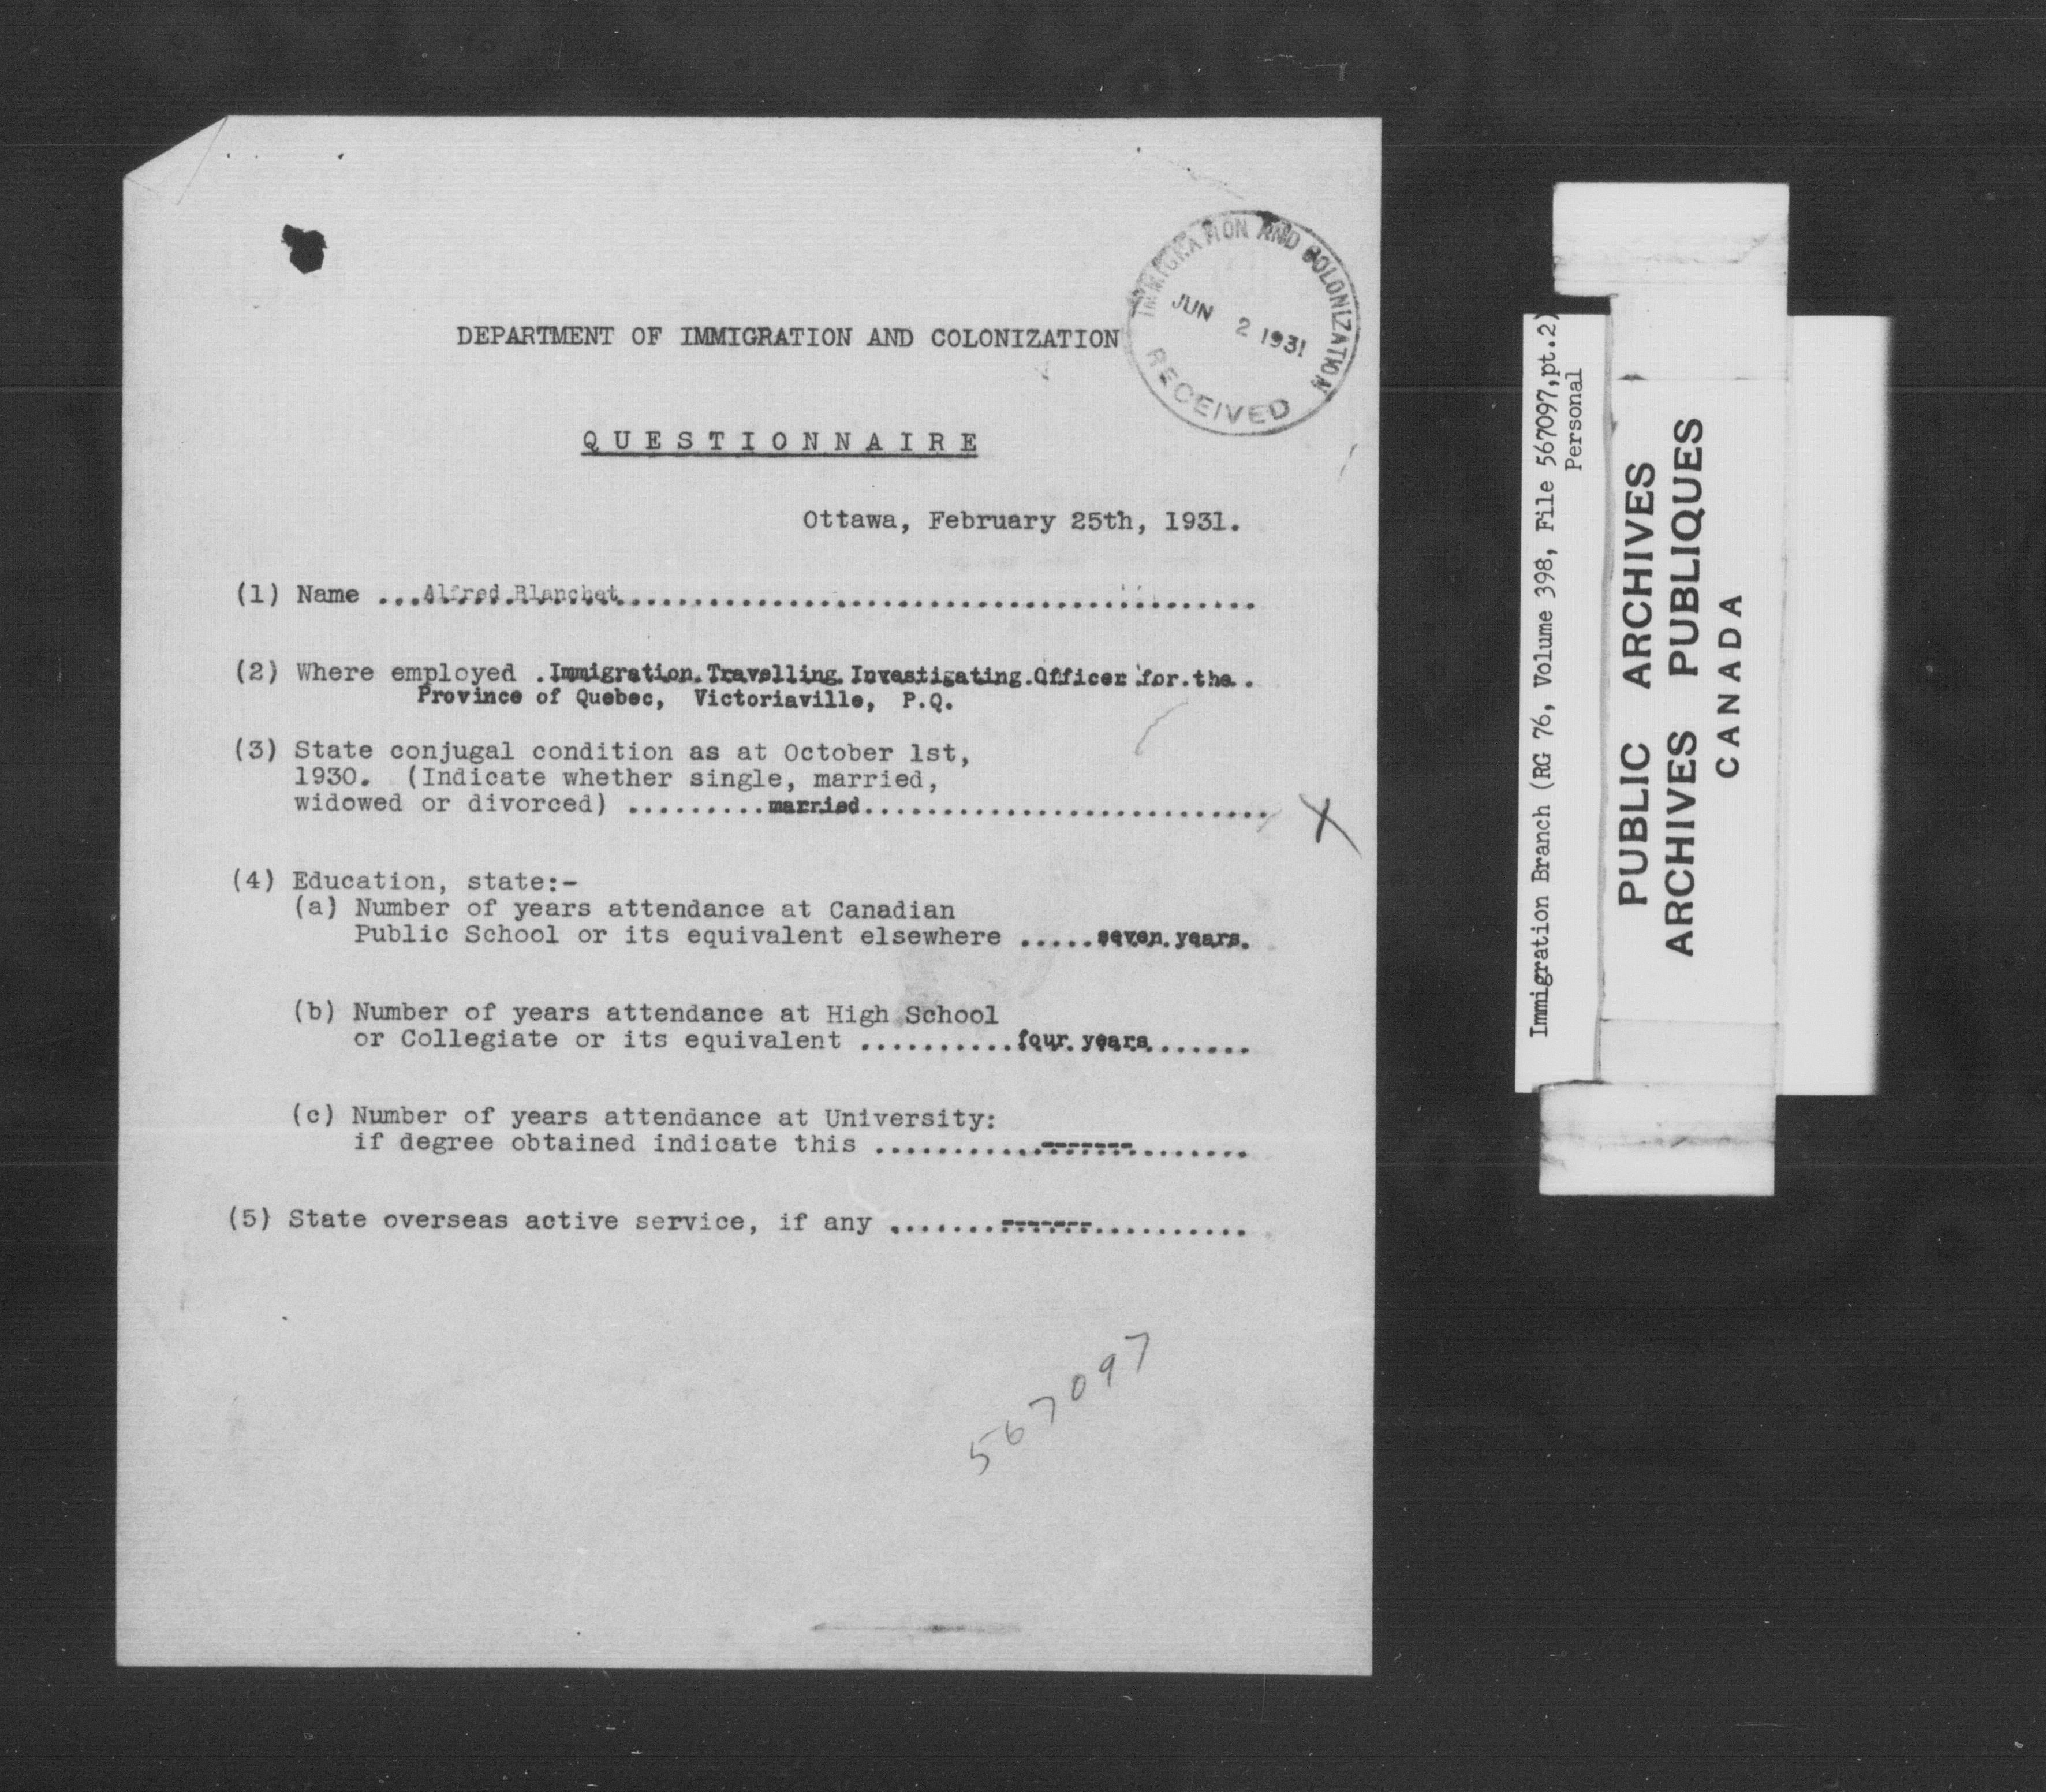 IMMIGRATION AND COLONIZATION
JUN 2 1931
RECEIVED
DEPARTMENT OF IMMIGRATION AND COLONIZATION
QUESTIONNAIRE
Ottawa, February 25th, 1931.
(1) Name ...Alfred Blanchet........................................
(2) Where employed .Immigration Travelling Investigating Officer for the.
Province of Quebec, Victoriaville, P.Q.
(3) State conjugal condition as at October 1st,
1930. (Indicate whether single, married,
widowed or divorced) .........married..........................
X
(4) Education, state:-
(a) Number of years attendance at Canadian
Public School or its equivalent elsewhere .....seven years.
(b) Number of years attendance at High School
or Collegiate or its equivalent ..........four years.......
(c) Number of years attendance at University:
if degree obtained indicate this ..........-------........
(5) State overseas active service, if any .......-------..........
567097
Immigration Branch (RG 76, Volume 398, File 567097,pt.2)
Personal
PUBLIC ARCHIVES
ARCHIVES PUBLIQUES
CANADA